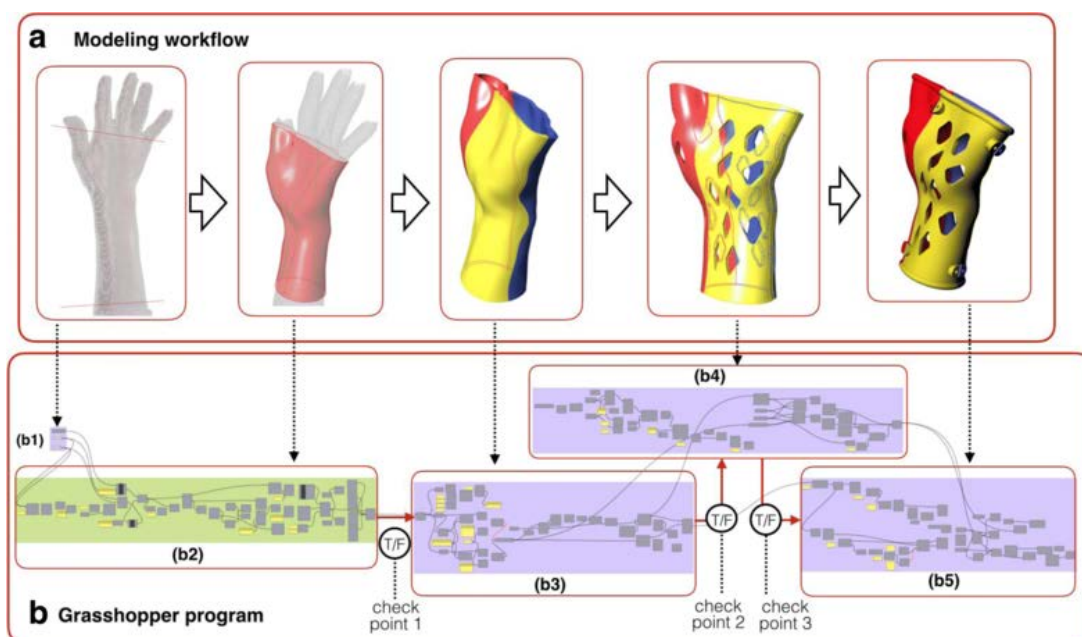 a Modeling workflow
(b4)
(b1)
T/F
T/F
T/F
(b2)
(b3)
(b5)
check
point 1
check
point 2
check
point 3
b Grasshopper program